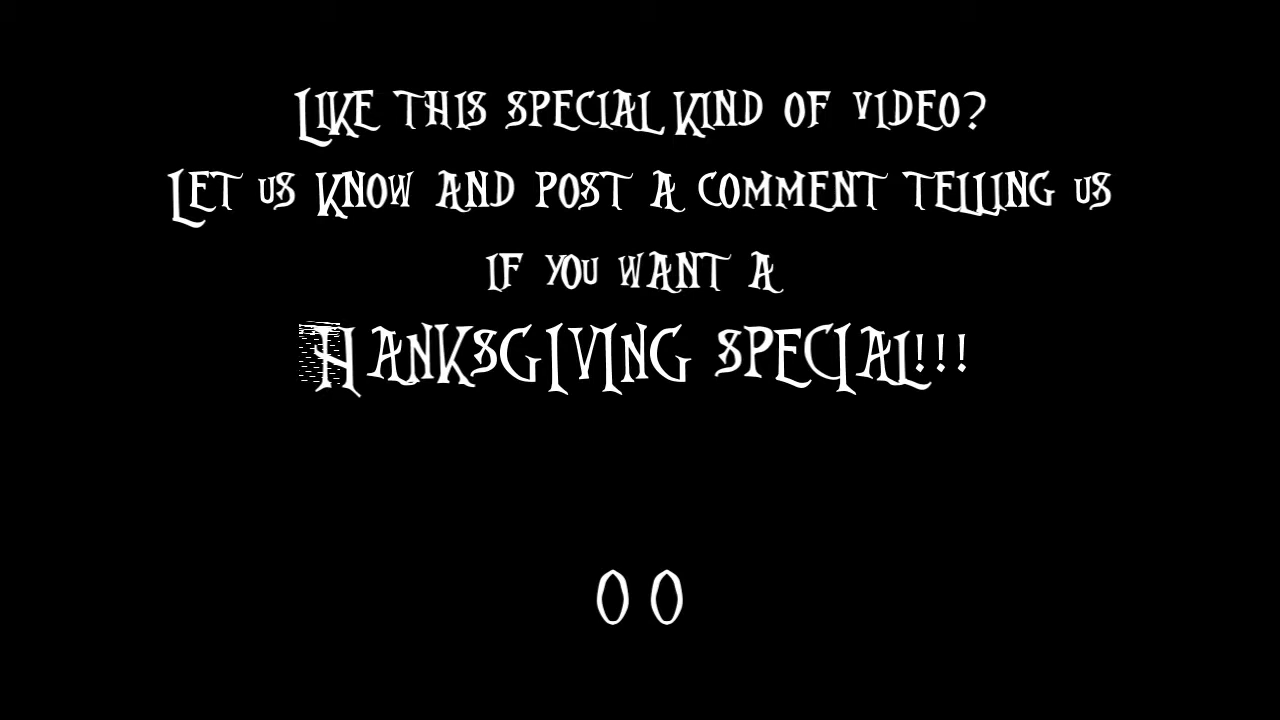 Like this special kind of video?
Let us know and post a comment telling us
if you want a
Thanksgiving special!!!
0 0